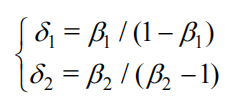 δ₁ = β₁ / (1 − β₁)
δ₂ = β₂ / (β₂ − 1)